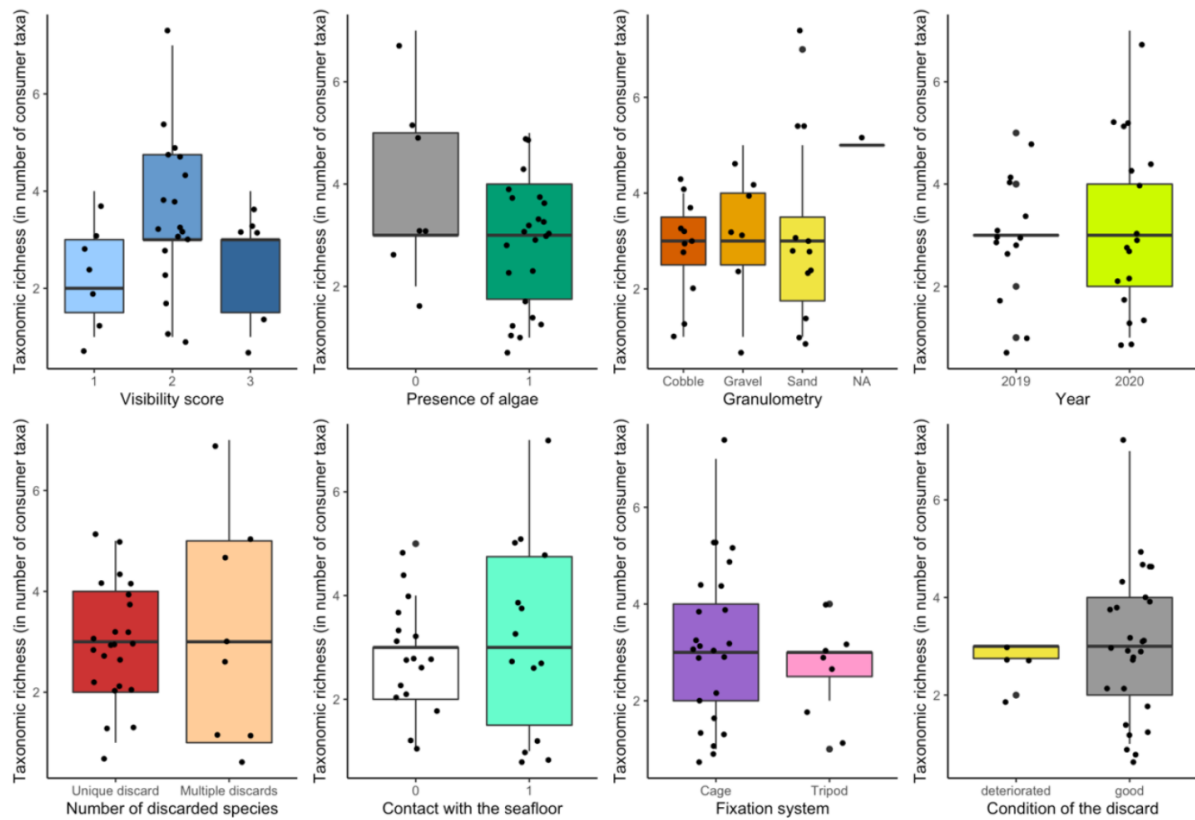 Taxonomic richness (in number of consumer taxa)
6
4
2
1
2
3
Visibility score
Taxonomic richness (in number of consumer taxa)
6
4
2
0
1
Presence of algae
Taxonomic richness (in number of consumer taxa)
6
4
2
Cobble
Gravel
Sand
NA
Granulometry
Taxonomic richness (in number of consumer taxa)
6
4
2
2019
2020
Year
Taxonomic richness (in number of consumer taxa)
6
4
2
Unique discard
Multiple discards
Number of discarded species
Taxonomic richness (in number of consumer taxa)
6
4
2
0
1
Contact with the seafloor
Taxonomic richness (in number of consumer taxa)
6
4
2
Cage
Tripod
Fixation system
Taxonomic richness (in number of consumer taxa)
6
4
2
deteriorated
good
Condition of the discard